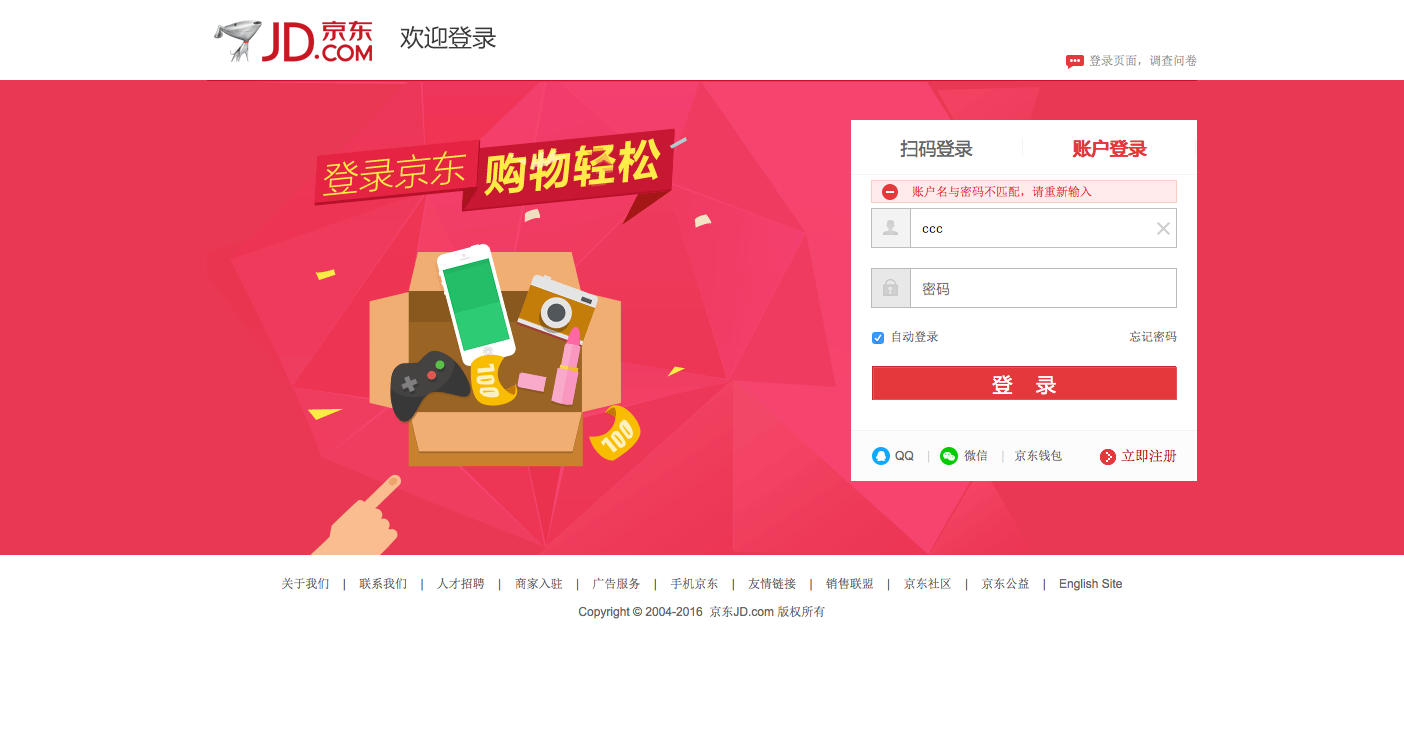 JD.COM 京东
欢迎登录
登录页面，调查问卷
登录京东 购物轻松
100
100
扫码登录 账户登录
账户名与密码不匹配，请重新输入
ccc
密码
自动登录 忘记密码
登 录
QQ | 微信 | 京东钱包 立即注册
关于我们 | 联系我们 | 人才招聘 | 商家入驻 | 广告服务 | 手机京东 | 友情链接 | 销售联盟 | 京东社区 | 京东公益 | English Site
Copyright © 2004-2016 京东JD.com 版权所有